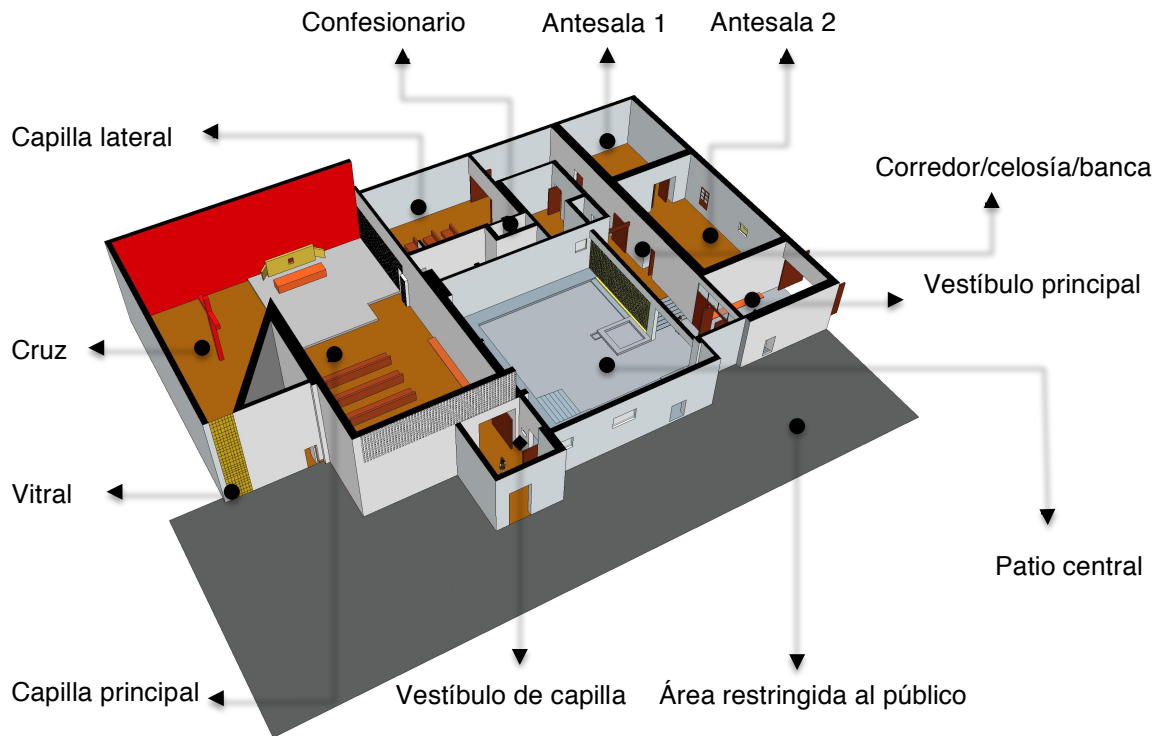 Confesionario
Antesala 1
Antesala 2
Capilla lateral
Corredor/celosía/banca
Vestíbulo principal
Cruz
Vitral
Patio central
Capilla principal
Vestíbulo de capilla
Área restringida al público